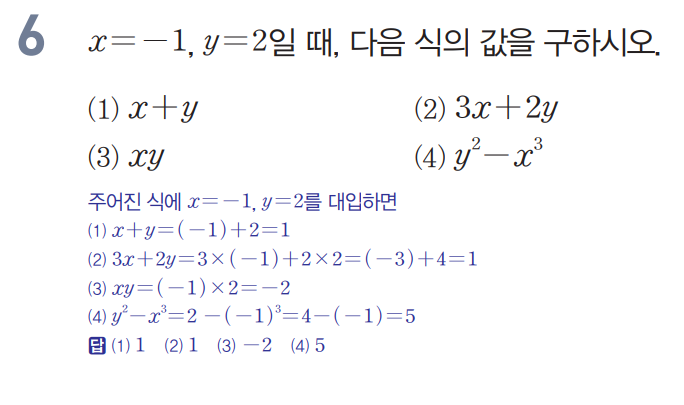 6 x=-1, y=2일 때, 다음 식의 값을 구하시오.
(1) x+y (2) 3x+2y
(3) xy (4) y²-x³
주어진 식에 x=-1, y=2를 대입하면
(1) x+y=(-1)+2=1
(2) 3x+2y=3×(-1)+2×2=(-3)+4=1
(3) xy=(-1)×2=-2
(4) y²-x³=2 -(-1)³=4-(-1)=5
답 (1) 1 (2) 1 (3) -2 (4) 5